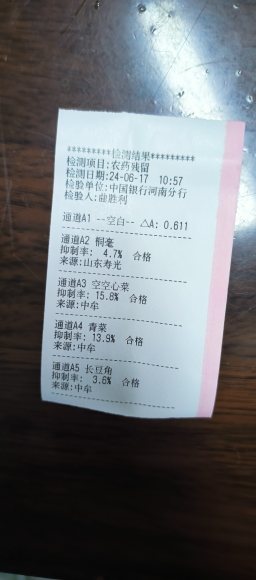 *********检测结果*********
检测项目:农药残留
检测日期:24-06-17 10:57
检验单位:中国银行河南分行
检验人:曲胜利
通道A1 --空白-- △A: 0.611
通道A2 桐毫
抑制率: 4.7% 合格
来源:山东寿光
通道A3 空空心菜
抑制率: 15.8% 合格
来源:中牟
通道A4 青菜
抑制率: 13.9% 合格
来源:中牟
通道A5 长豆角
抑制率: 3.6% 合格
来源:中牟